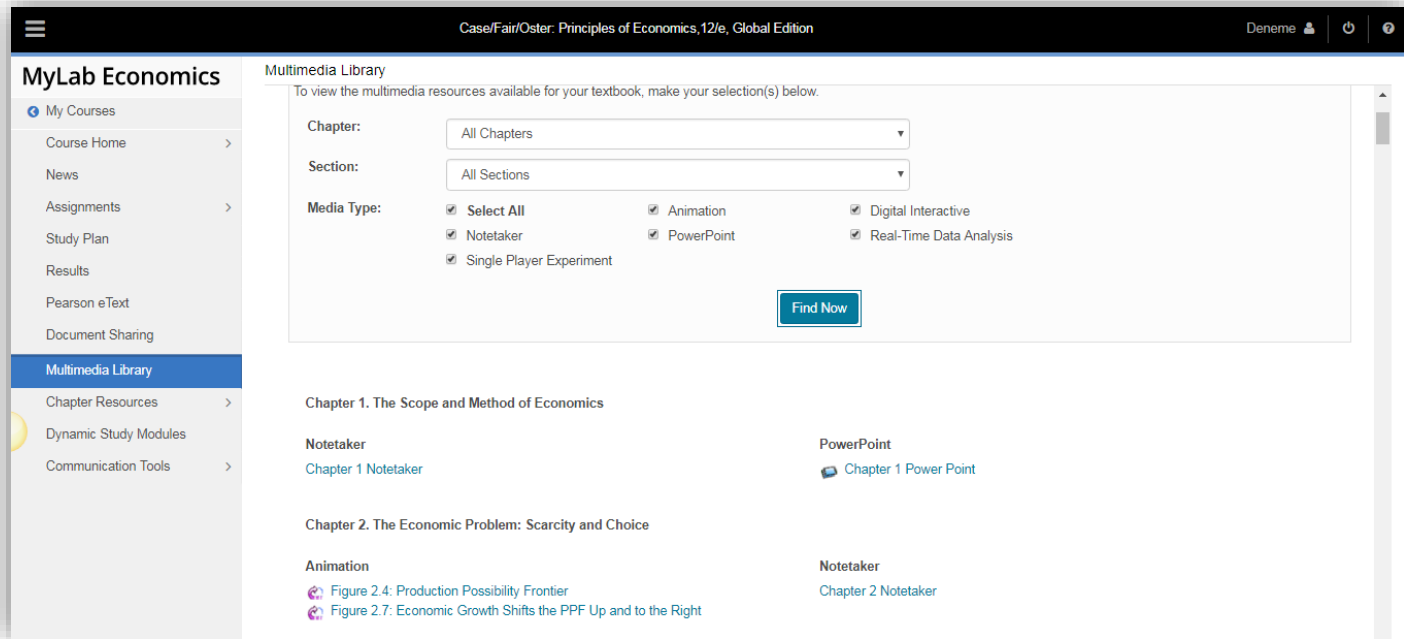 Case/Fair/Oster: Principles of Economics,12/e, Global Edition
Deneme
MyLab Economics
My Courses
Course Home
News
Assignments
Study Plan
Results
Pearson eText
Document Sharing
Multimedia Library
Chapter Resources
Dynamic Study Modules
Communication Tools
Multimedia Library
To view the multimedia resources available for your textbook, make your selection(s) below.
Chapter: All Chapters
Section: All Sections
Media Type: Select All Animation Digital Interactive
Notetaker PowerPoint Real-Time Data Analysis
Single Player Experiment
Find Now
Chapter 1. The Scope and Method of Economics
Notetaker PowerPoint
Chapter 1 Notetaker Chapter 1 Power Point
Chapter 2. The Economic Problem: Scarcity and Choice
Animation Notetaker
Figure 2.4: Production Possibility Frontier Chapter 2 Notetaker
Figure 2.7: Economic Growth Shifts the PPF Up and to the Right